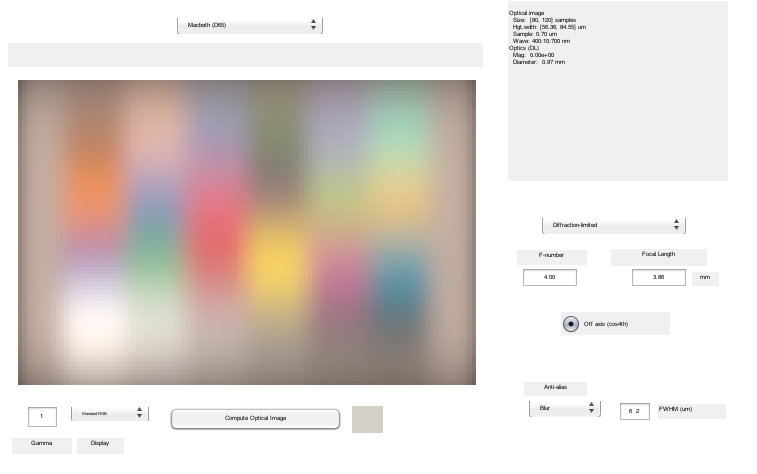 Macbeth (D65)
Optical image
Size: [80, 120] samples
Hgt,wdth: [56.36, 84.55] um
Sample: 0.70 um
Wave: 400:10:700 nm
Optics (DL)
Mag: 0.00e+00
Diameter: 0.97 mm
Diffraction-limited
F-number
Focal Length
4.00
3.86
mm
Off axis (cos4th)
Anti-alias
Blur
6 2
FWHM (um)
1
Standard RGB
Compute Optical Image
Gamma
Display